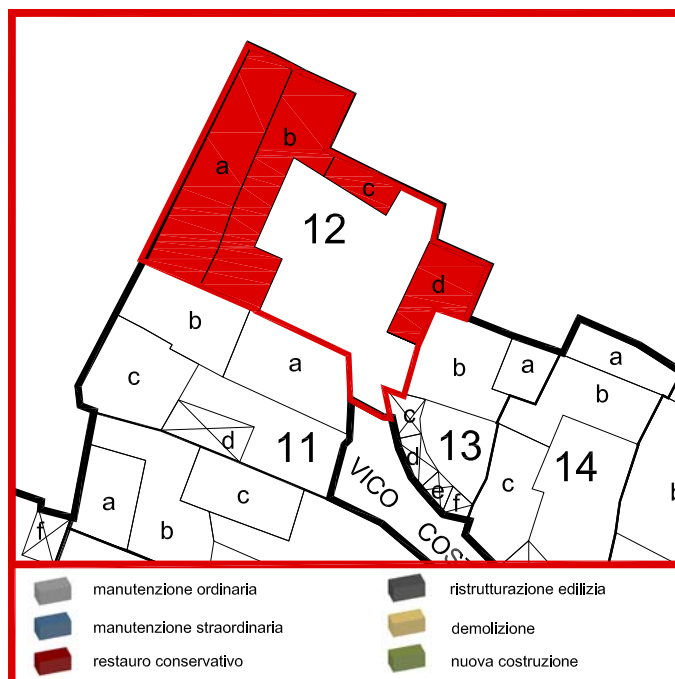 b
a
c
12
d
b
a
c
b
a
a
b
c
d
11
c
d
13
e
f
14
c
VICO COS
a
b
c
f
b
manutenzione ordinaria
ristrutturazione edilizia
manutenzione straordinaria
demolizione
restauro conservativo
nuova costruzione